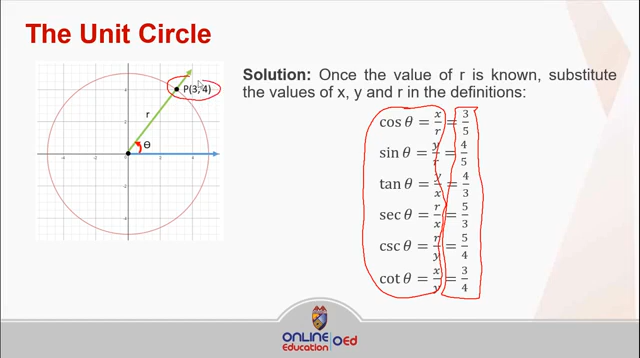 The Unit Circle
Solution: Once the value of r is known, substitute
the values of x, y and r in the definitions:
P(3, 4)
r
θ
cos θ = x/r = 3/5
sin θ = y/r = 4/5
tan θ = y/x = 4/3
sec θ = r/x = 5/3
csc θ = r/y = 5/4
cot θ = x/y = 3/4
ONLINE
Education
OEd